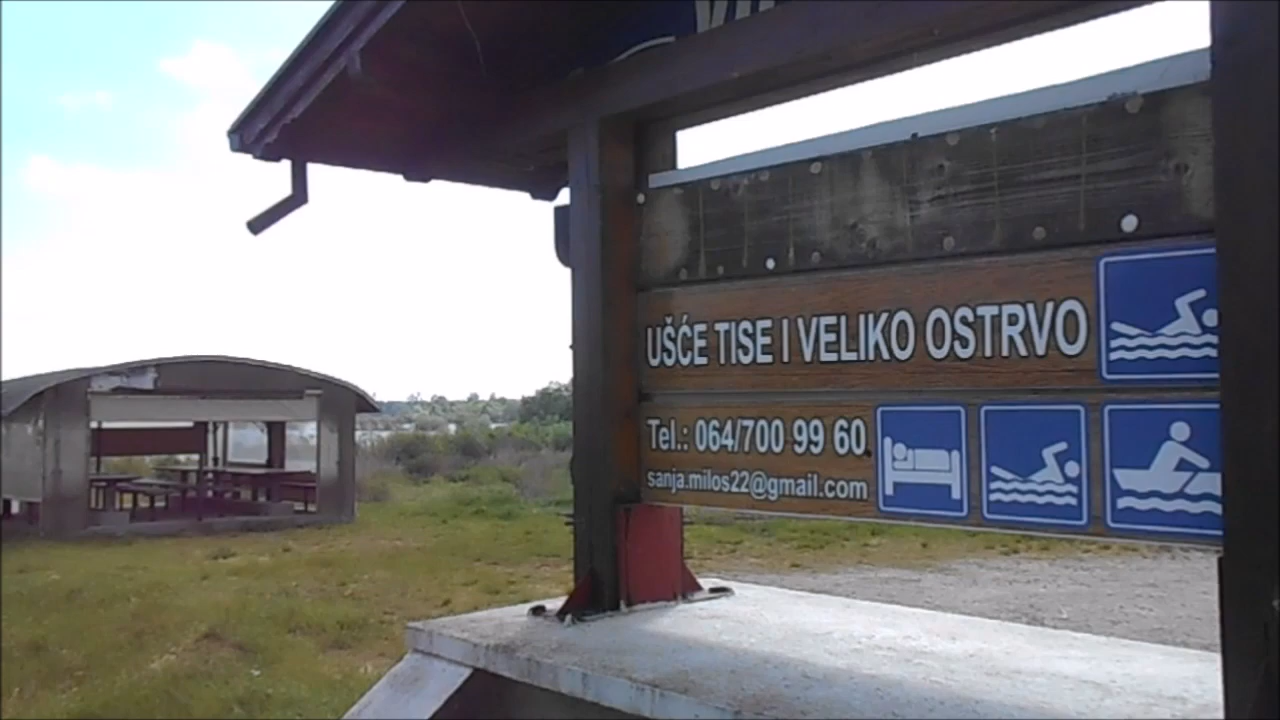 UŠĆE TISE I VELIKO OSTRVO
Tel.: 064/700 99 60
sanja.milos22@gmail.com